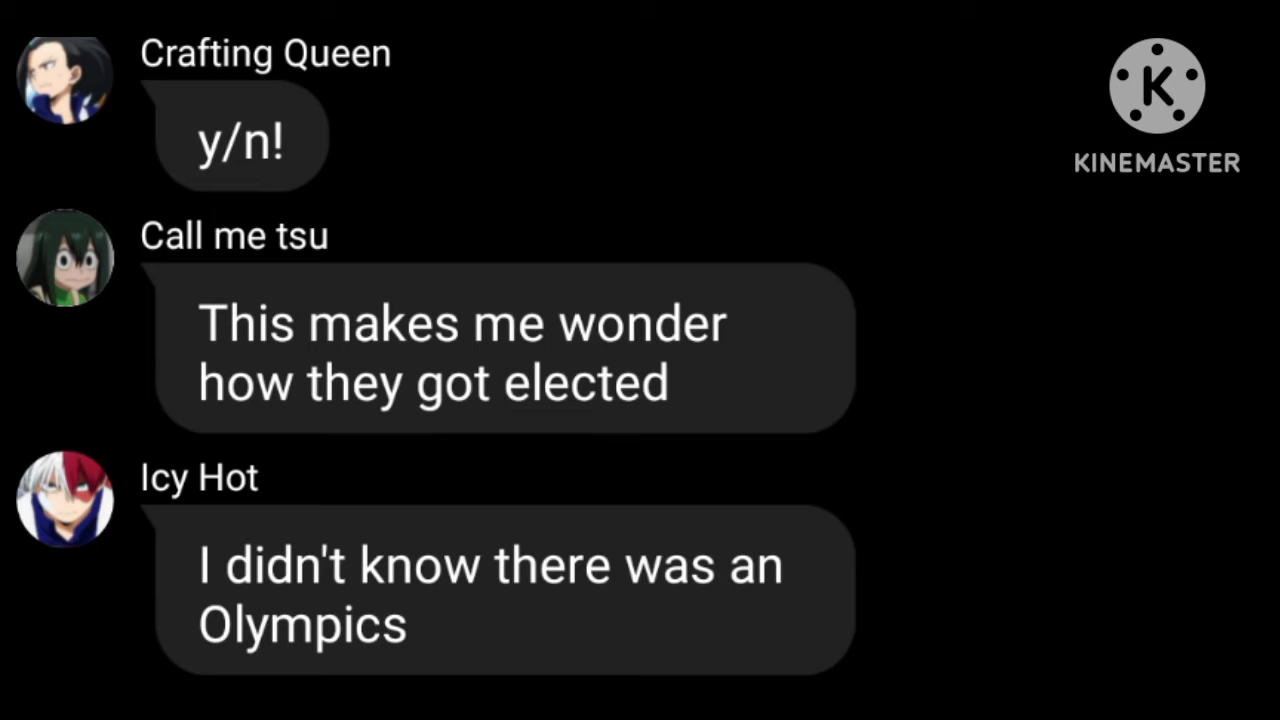 Crafting Queen
y/n!
Call me tsu
This makes me wonder
how they got elected
Icy Hot
I didn't know there was an
Olympics
K
KINEMASTER